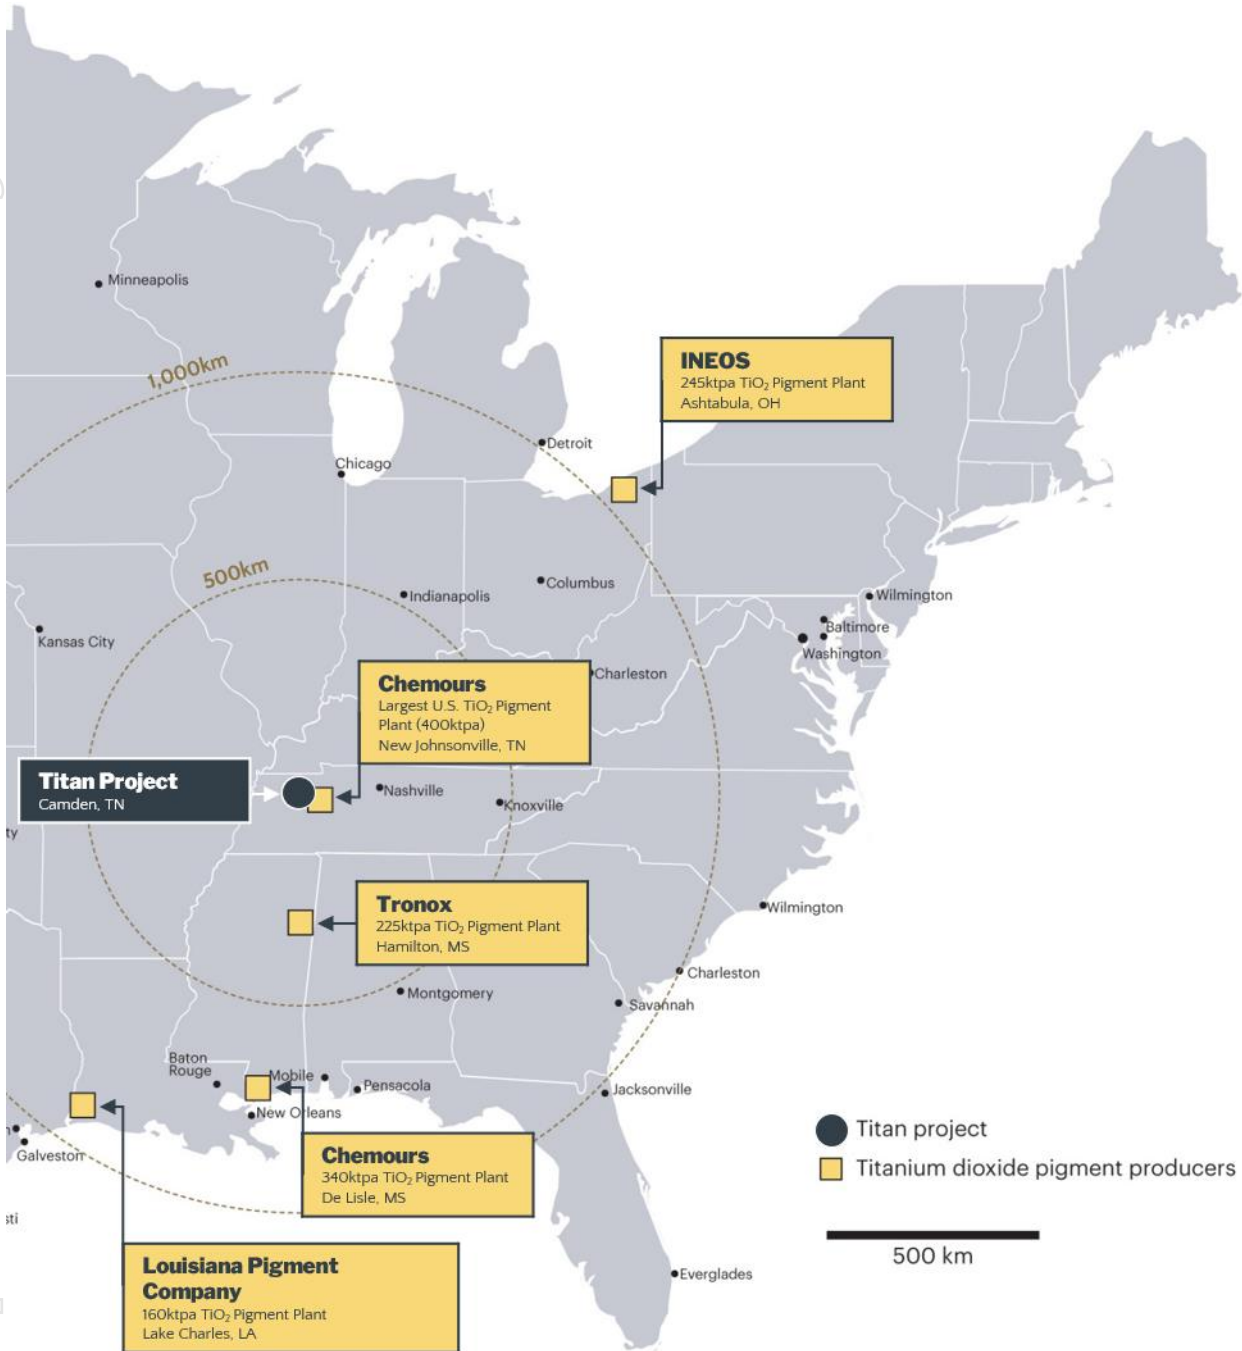 Minneapolis
1,000km
INEOS
245ktpa TiO₂ Pigment Plant
Ashtabula, OH
Detroit
Chicago
500km
Columbus
Indianapolis
Wilmington
Kansas City
Baltimore
Washington
Charleston
Chemours
Largest U.S. TiO₂ Pigment
Plant (400ktpa)
New Johnsonville, TN
Titan Project
Camden, TN
Nashville
Knoxville
ty
Tronox
225ktpa TiO₂ Pigment Plant
Hamilton, MS
Wilmington
Charleston
Montgomery
Savannah
Baton
Rouge
Mobile
Pensacola
Jacksonville
New Orleans
Galveston
Chemours
340ktpa TiO₂ Pigment Plant
De Lisle, MS
Titan project
Titanium dioxide pigment producers
sti
500 km
Louisiana Pigment
Company
160ktpa TiO₂ Pigment Plant
Lake Charles, LA
Everglades